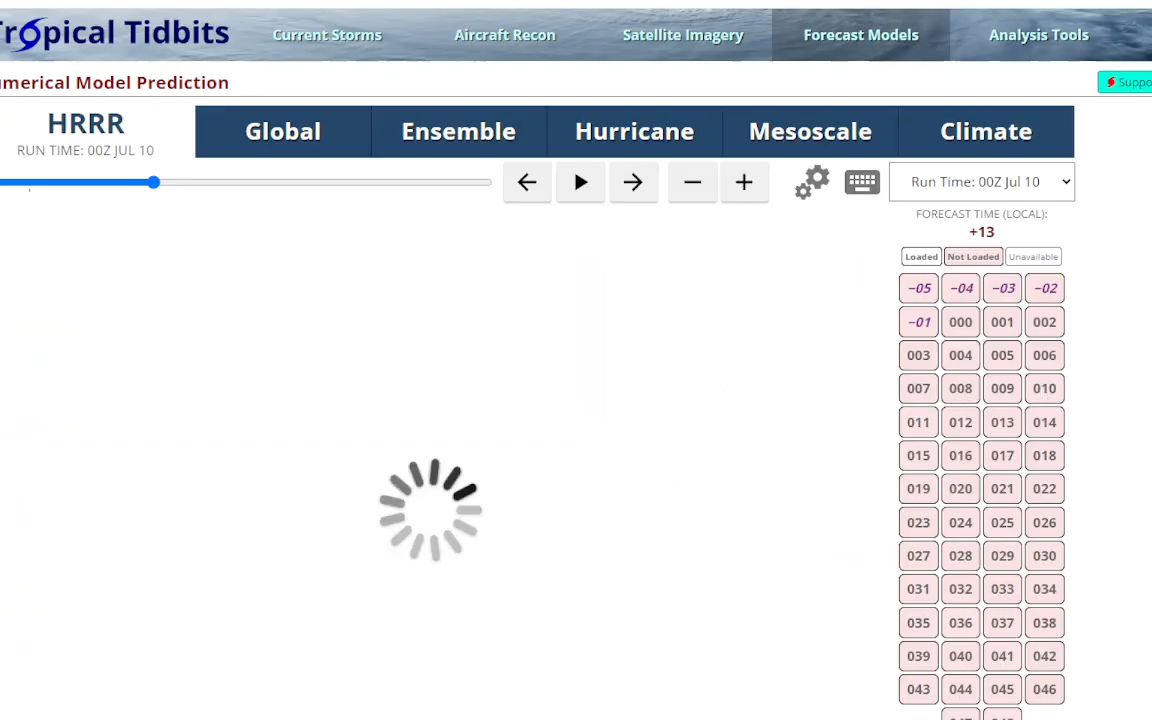 Tropical Tidbits
Current Storms
Aircraft Recon
Satellite Imagery
Forecast Models
Analysis Tools
umerical Model Prediction
Suppo
HRRR
RUN TIME: 00Z JUL 10
Global
Ensemble
Hurricane
Mesoscale
Climate
Run Time: 00Z Jul 10
FORECAST TIME (LOCAL):
+13
Loaded Not Loaded Unavailable
−05 −04 −03 −02
−01 000 001 002
003 004 005 006
007 008 009 010
011 012 013 014
015 016 017 018
019 020 021 022
023 024 025 026
027 028 029 030
031 032 033 034
035 036 037 038
039 040 041 042
043 044 045 046